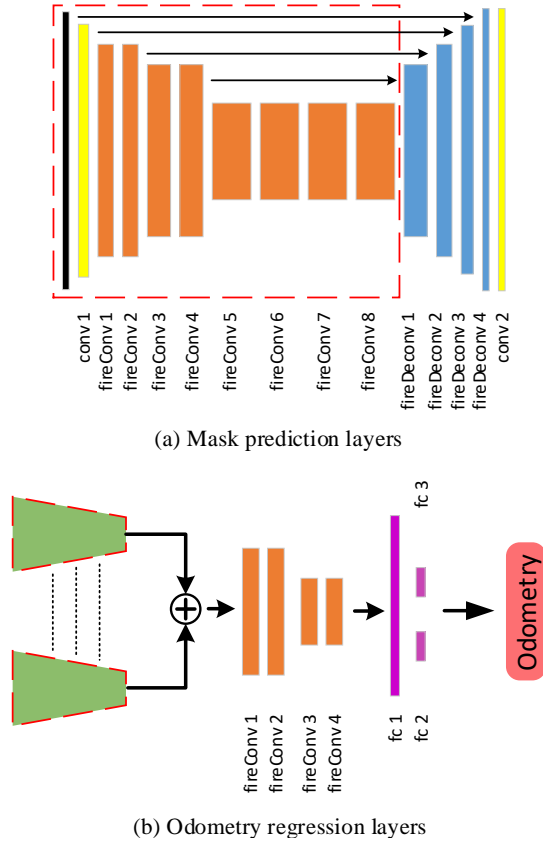 conv 1
fireConv 1
fireConv 2
fireConv 3
fireConv 4
fireConv 5
fireConv 6
fireConv 7
fireConv 8
fireDeconv 1
fireDeconv 2
fireDeconv 3
fireDeconv 4
conv 2
(a) Mask prediction layers
fireConv 1
fireConv 2
fireConv 3
fireConv 4
fc 1
fc 2
fc 3
Odometry
(b) Odometry regression layers